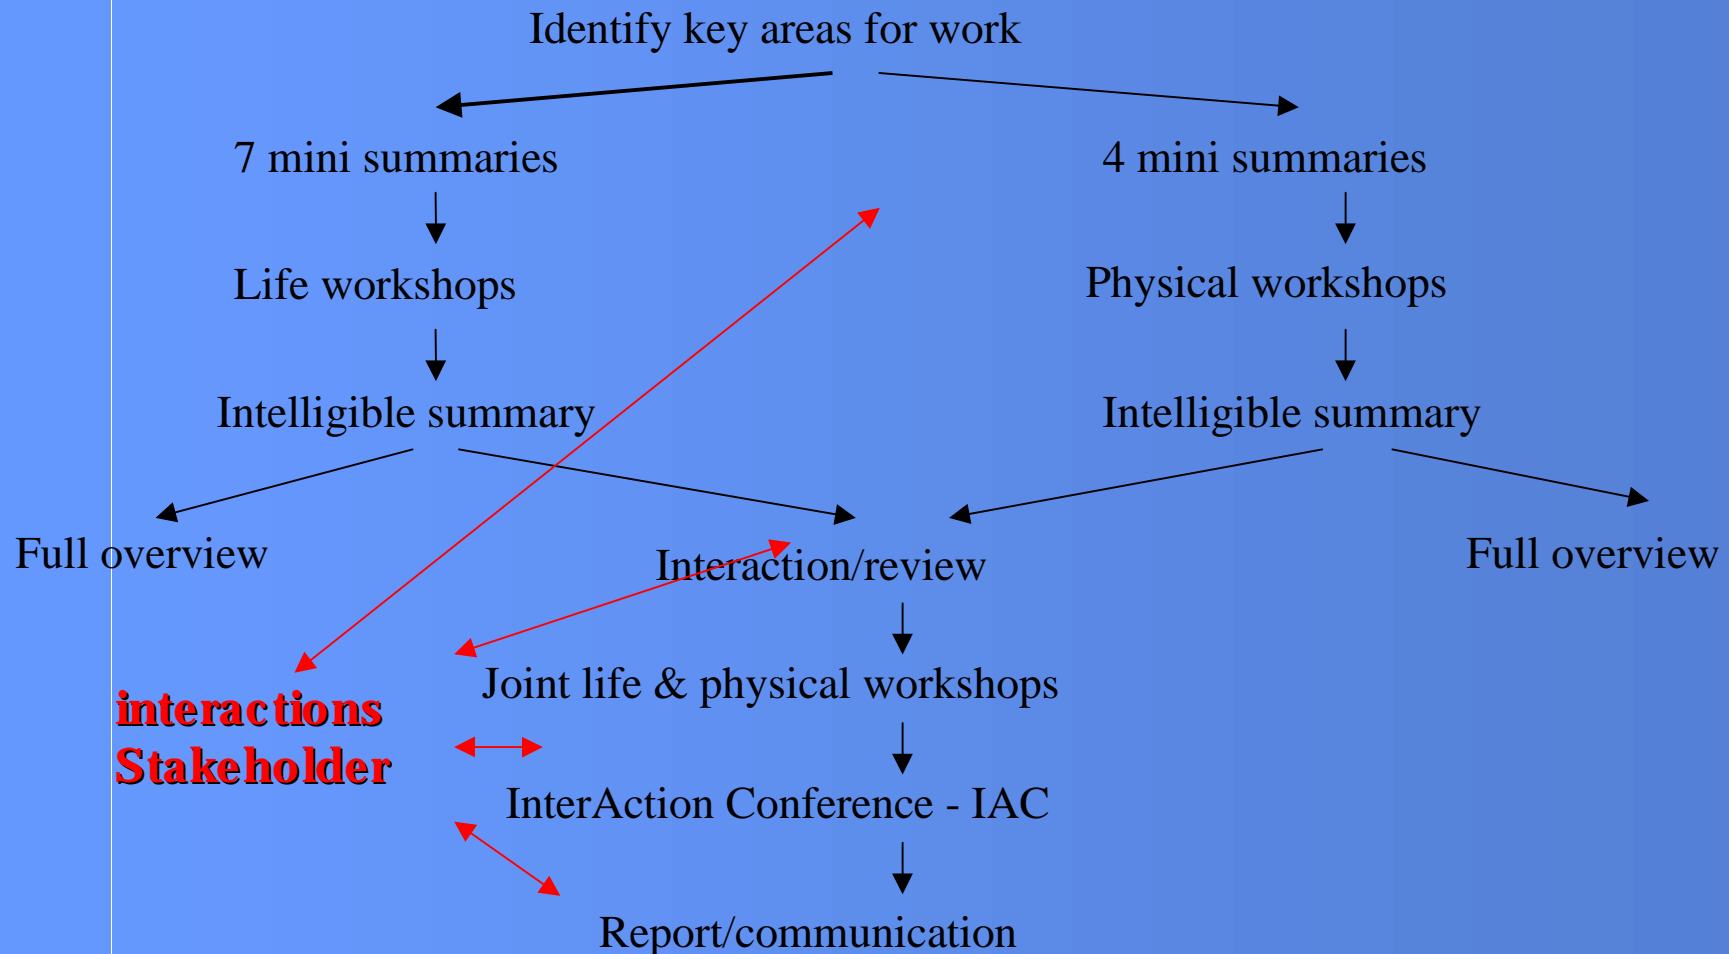 Identify key areas for work
7 mini summaries
4 mini summaries
Life workshops
Physical workshops
Intelligible summary
Intelligible summary
Full overview
Interaction/review
Full overview
Joint life & physical workshops
interactions
Stakeholder
InterAction Conference - IAC
Report/communication